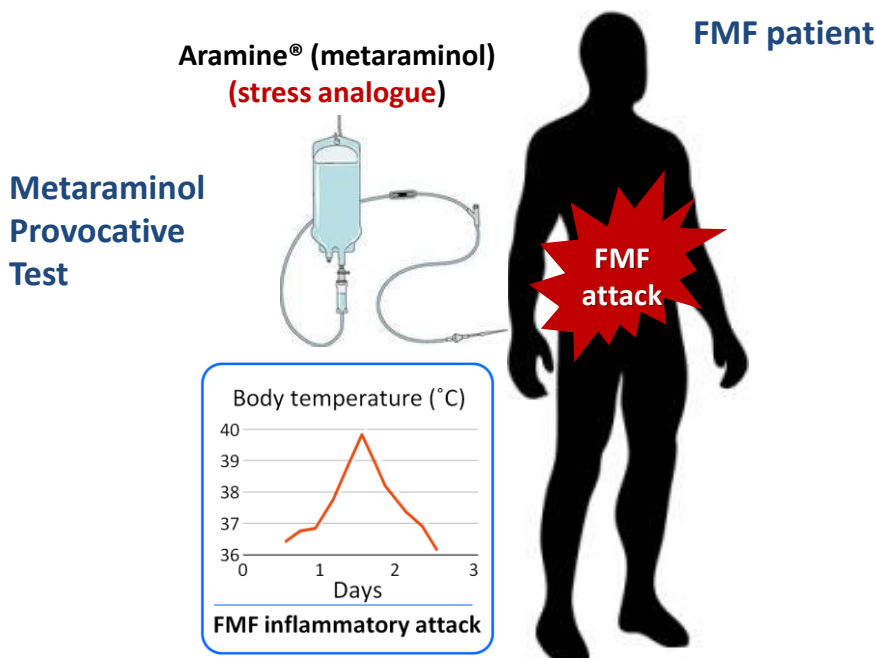 FMF patient
Aramine® (metaraminol)
(stress analogue)
Metaraminol
Provocative
Test
FMF
attack
Body temperature (˚C)
40
39
38
37
36
0 1 2 3
Days
FMF inflammatory attack